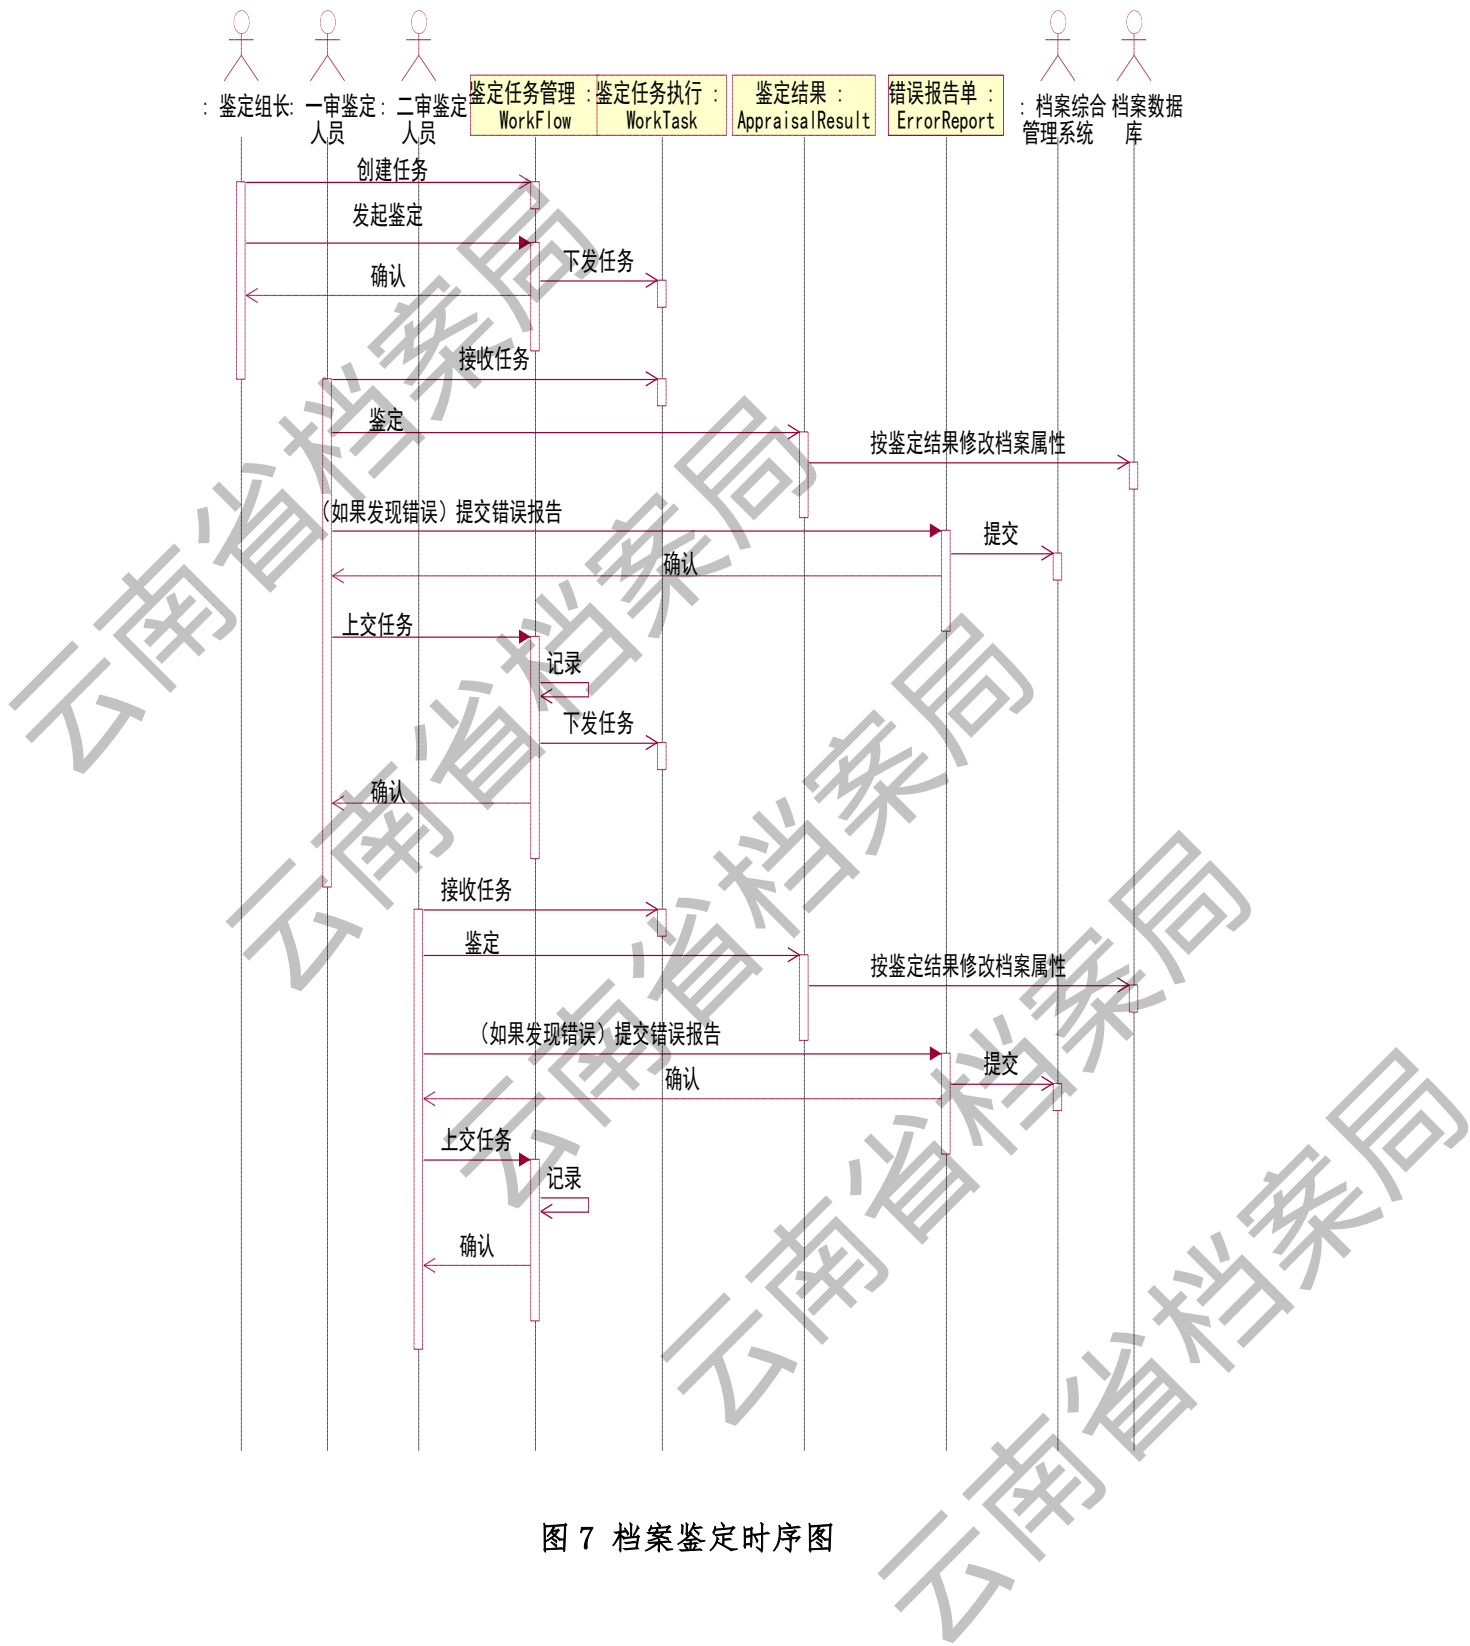 : 鉴定组长
: 一审鉴定
人员
: 二审鉴定
人员
鉴定任务管理 :
WorkFlow
鉴定任务执行 :
WorkTask
鉴定结果 :
AppraisalResult
错误报告单 :
ErrorReport
: 档案综合
管理系统
档案数据
库
创建任务
发起鉴定
下发任务
确认
接收任务
鉴定
按鉴定结果修改档案属性
(如果发现错误)提交错误报告
提交
确认
上交任务
记录
下发任务
确认
接收任务
鉴定
按鉴定结果修改档案属性
(如果发现错误)提交错误报告
提交
确认
上交任务
记录
确认
云南省档案局
云南省档案局
云南省档案局
云南省档案局
云南省档案局
图 7 档案鉴定时序图